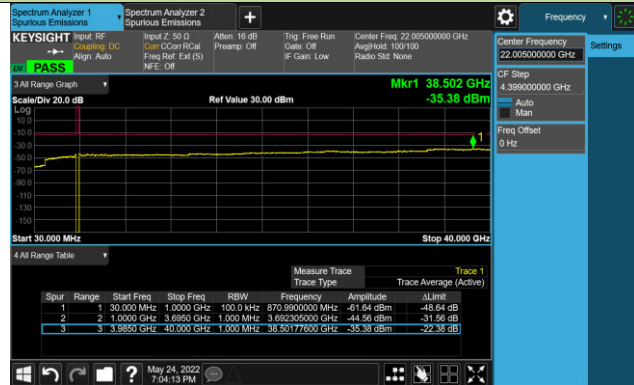 Spectrum Analyzer 1
Spurious Emissions
Spectrum Analyzer 2
Spurious Emissions
+
Frequency
KEYSIGHT
Input: RF
Coupling: DC
Align: Auto
Input Z: 50 Ω
Corr CCorr RCal
Freq Ref: Ext (S)
NFE: Off
Atten: 16 dB
Preamp: Off
Trig: Free Run
Gate: Off
IF Gain: Low
Center Freq: 22.005000000 GHz
Avg|Hold: 100/100
Radio Std: None
PASS
Center Frequency
22.005000000 GHz
Settings
CF Step
4.399000000 GHz
Auto
Man
Freq Offset
0 Hz
3 All Range Graph
Mkr1 38.502 GHz
Scale/Div 20.0 dB
Ref Value 30.00 dBm
-35.38 dBm
Log
10.0
-10.0
-30.0
-50.0
-70.0
-90.0
-110
-130
-150
1
Start 30.000 MHz
Stop 40.000 GHz
4 All Range Table
Measure Trace Trace 1
Trace Type Trace Average (Active)
Spur Range Start Freq Stop Freq RBW Frequency Amplitude ΔLimit
1 1 30.000 MHz 1.0000 GHz 100.0 kHz 870.9900000 MHz -61.64 dBm -48.64 dB
2 2 1.0000 GHz 3.6950 GHz 1.000 MHz 3.692305000 GHz -44.56 dBm -31.56 dB
3 3 3.9850 GHz 40.000 GHz 1.000 MHz 38.50177600 GHz -35.38 dBm -22.38 dB
?
May 24, 2022
7:04:13 PM